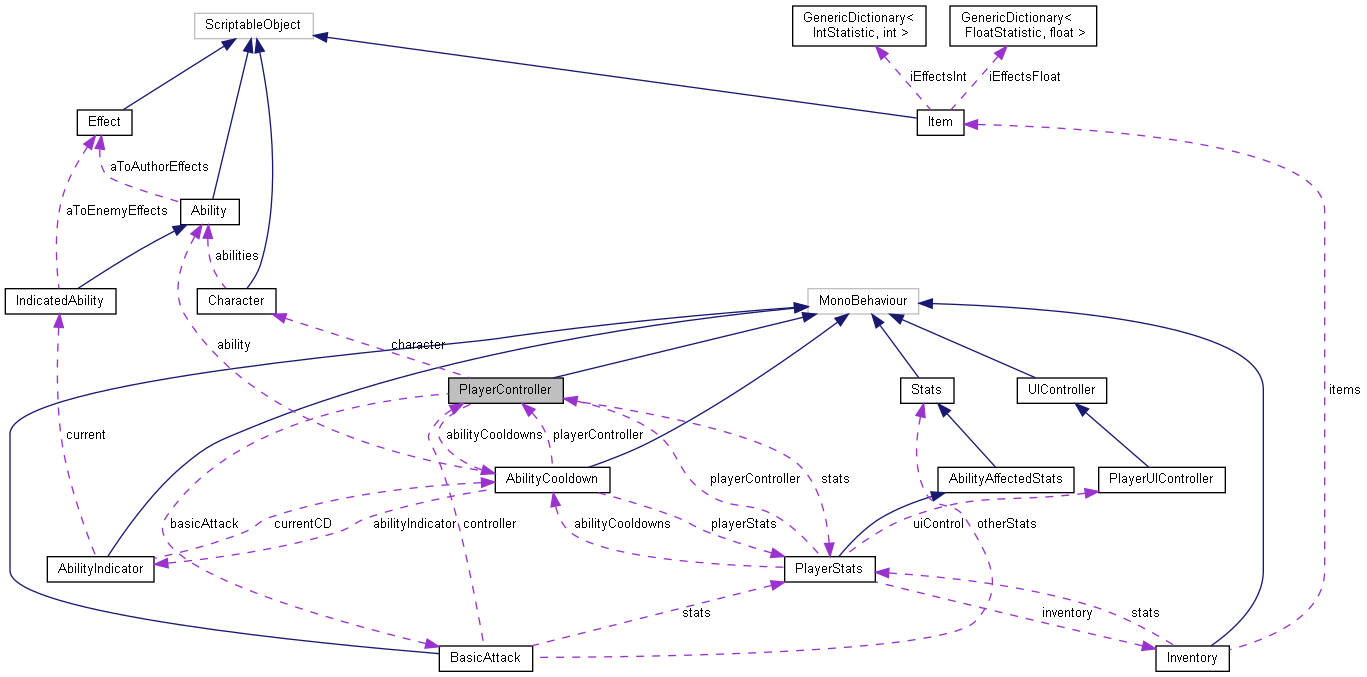 ScriptableObject
GenericDictionary<
IntStatistic, int >
GenericDictionary<
FloatStatistic, float >
iEffectsInt
iEffectsFloat
Effect
Item
aToAuthorEffects
aToEnemyEffects
Ability
abilities
IndicatedAbility
Character
MonoBehaviour
ability
character
PlayerController
Stats
UIController
items
current
abilityCooldowns
playerController
AbilityCooldown
playerController
stats
AbilityAffectedStats
PlayerUIController
basicAttack
currentCD
abilityIndicator
controller
abilityCooldowns
playerStats
uiControl
otherStats
AbilityIndicator
PlayerStats
stats
inventory
stats
BasicAttack
Inventory